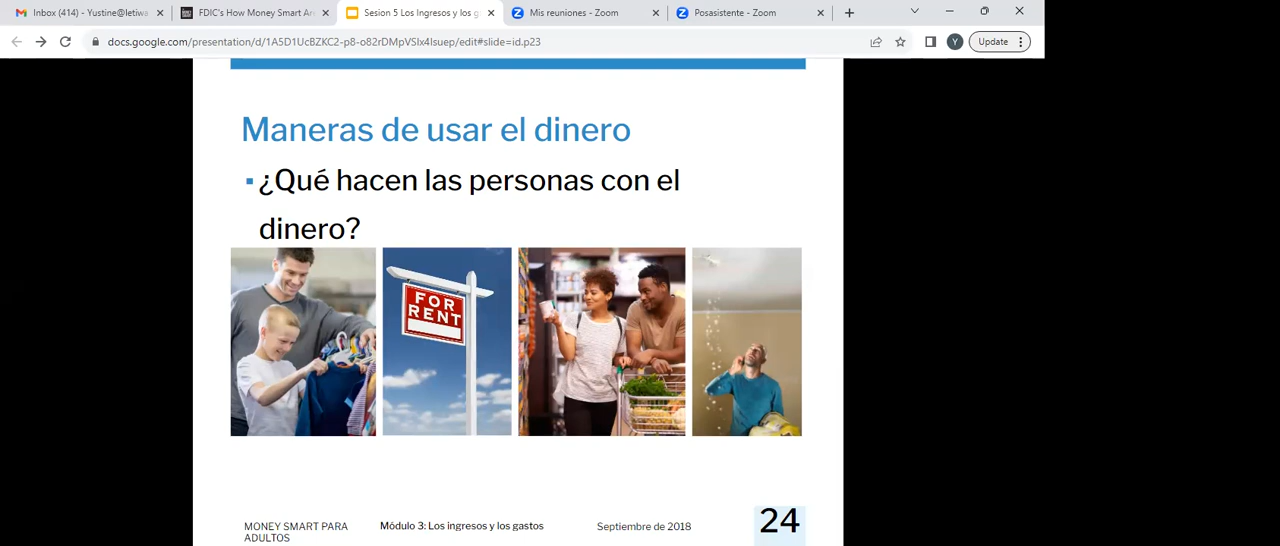 Inbox (414) - Yustine@letiwa
FDIC's How Money Smart Are
Sesion 5 Los Ingresos y los g
Mis reuniones - Zoom
Posasistente - Zoom
docs.google.com/presentation/d/1A5D1UcBZKC2-p8-o82rDMpVSlx4Isuep/edit#slide=id.p23
Y
Update
Maneras de usar el dinero
¿Qué hacen las personas con el
dinero?
FOR
RENT
MONEY SMART PARA
ADULTOS
Módulo 3: Los ingresos y los gastos
Septiembre de 2018
24